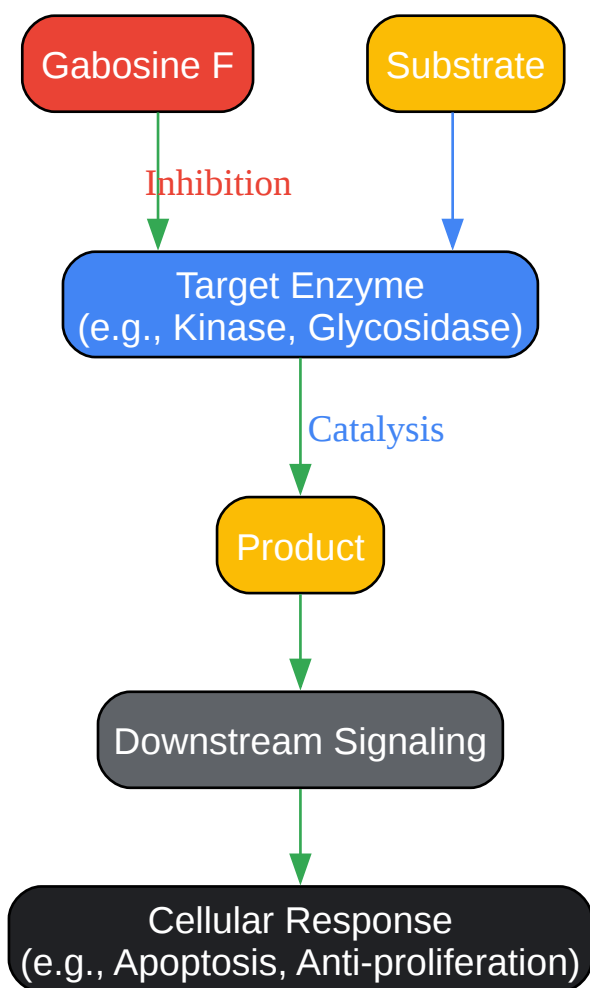 Gabosine F
Substrate
Inhibition
Target Enzyme
(e.g., Kinase, Glycosidase)
Catalysis
Product
Downstream Signaling
Cellular Response
(e.g., Apoptosis, Anti-proliferation)